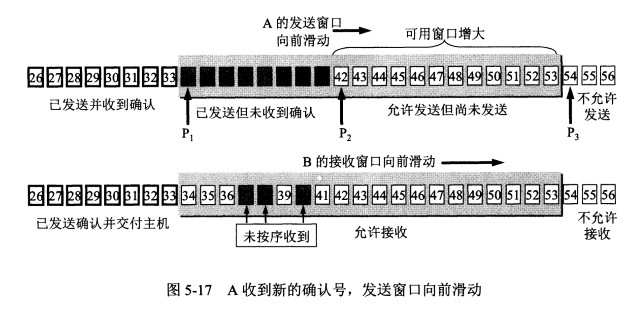 A 的发送窗口
向前滑动
可用窗口增大
26 27 28 29 30 31 32 33 42 43 44 45 46 47 48 49 50 51 52 53 54 55 56
已发送并收到确认
已发送但未收到确认
允许发送但尚未发送
不允许
发送
P1
P2
P3
B 的接收窗口向前滑动
26 27 28 29 30 31 32 33 34 35 36 39 41 42 43 44 45 46 47 48 49 50 51 52 53 54 55 56
已发送确认并交付主机
未按序收到
允许接收
不允许
接收
图 5-17 A 收到新的确认号，发送窗口向前滑动